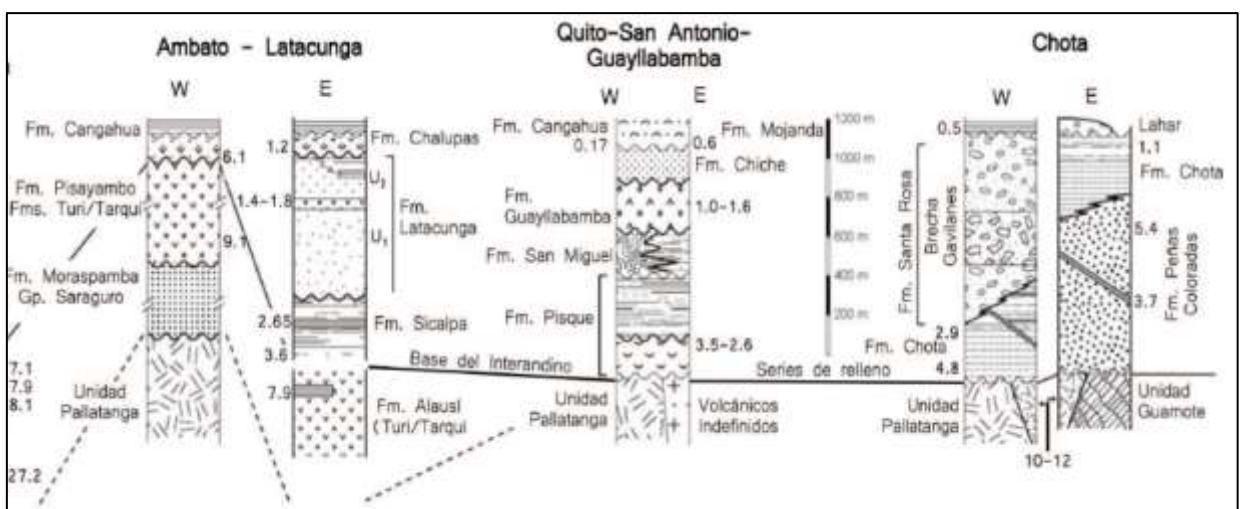 Ambato – Latacunga
W
E
Fm. Cangahua
6.1
Fm. Pisayambo
Fms. Turi/Tarqui
9.1
Fm. Moraspamba
Gp. Saraguro
7.1
7.9
8.1
Unidad
Pallatanga
27.2
1.2
Fm. Chalupas
U2
1.4-1.8
Fm.
Latacunga
U1
2.65
Fm. Sicalpa
3.6
7.9
Fm. Alausí
(Turi/Tarqui
Base del Interandino
Quito-San Antonio-
Guayllabamba
W
E
Fm. Cangahua
0.17
Fm. Mojanda
0.6
Fm. Chiche
Fm.
Guayllabamba
1.0-1.6
Fm. San Miguel
Fm. Pisque
3.5-2.6
Unidad
Pallatanga
Volcánicos
Indefinidos
1200 m
1000 m
800 m
600 m
400 m
200 m
Series de relleno
Chota
W
E
0.5
Fm. Santa Rosa
Brecha
Gavilanes
2.9
Fm. Chota
4.8
Unidad
Pallatanga
10-12
Lahar
1.1
Fm. Chota
5.4
Fm. Peñas
Coloradas
3.7
Unidad
Guamote